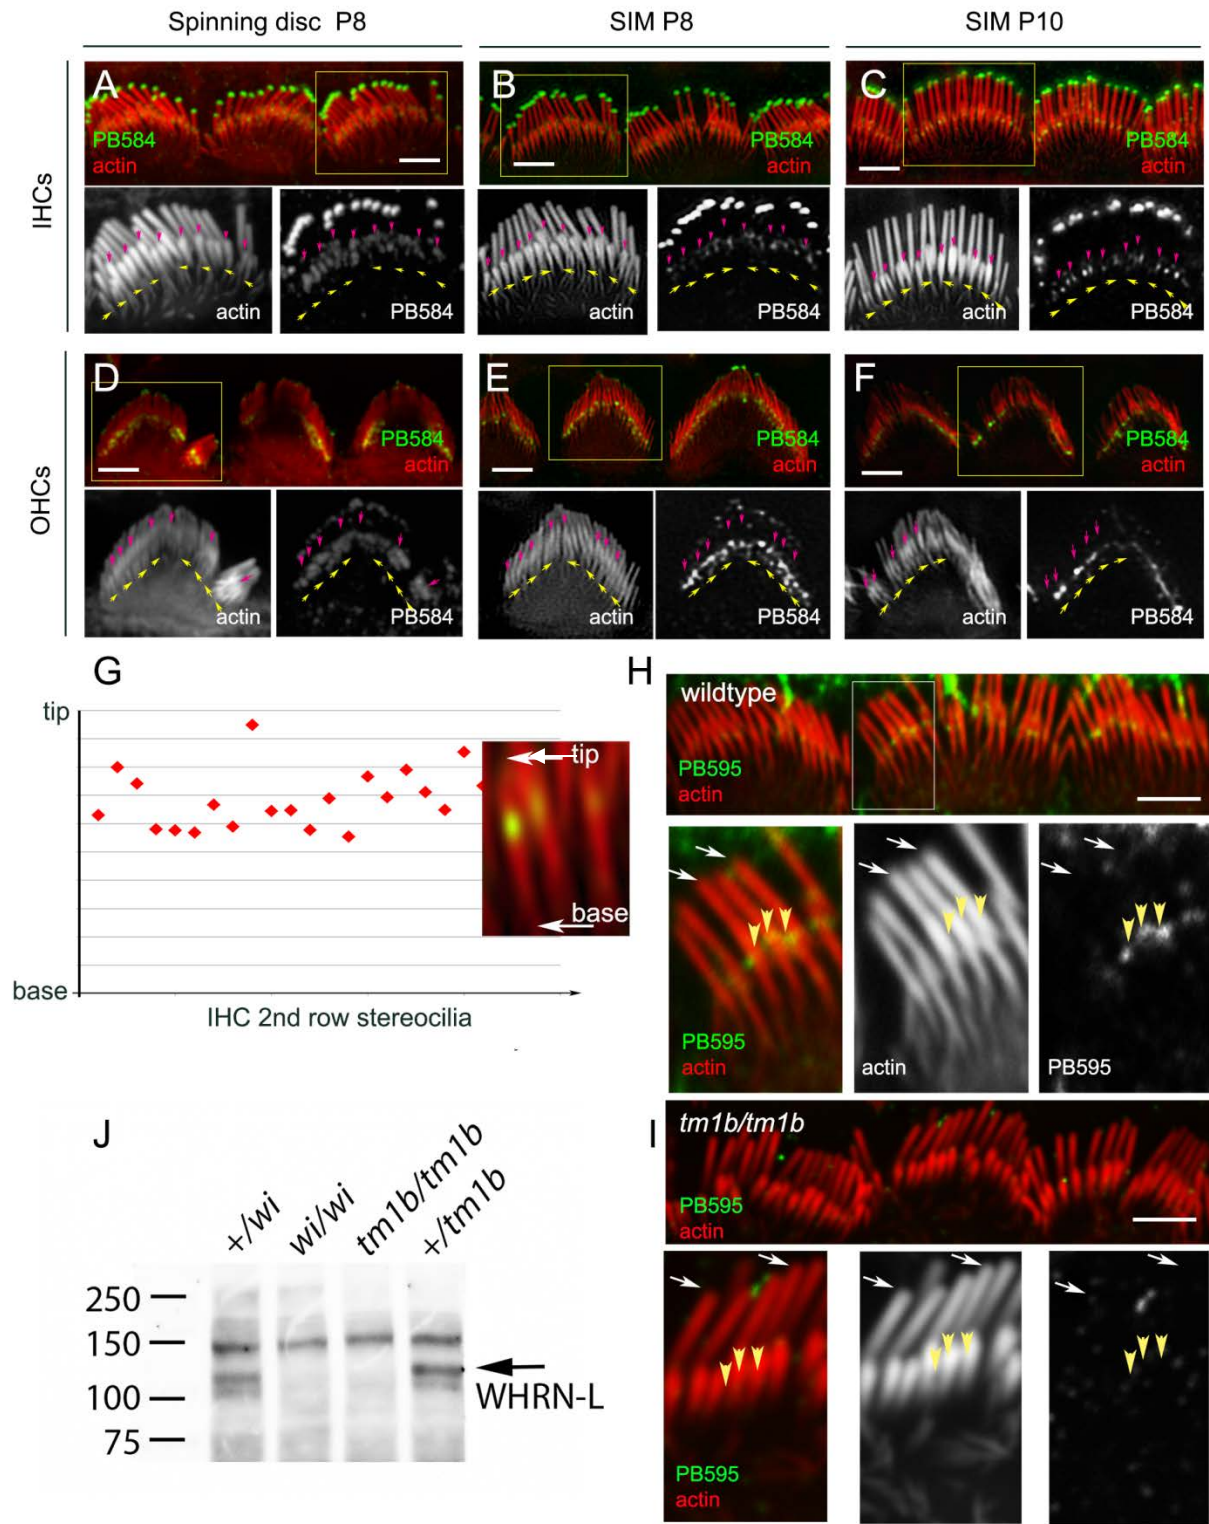 Spinning disc P8
SIM P8
SIM P10
IHCs
A
PB584
actin
B
PB584
actin
C
PB584
actin
actin
PB584
actin
PB584
actin
PB584
OHCs
D
PB584
actin
E
PB584
actin
F
PB584
actin
actin
PB584
actin
PB584
actin
PB584
G
tip
tip
base
base
IHC 2nd row stereocilia
H
wildtype
PB595
actin
PB595
actin
actin
PB595
I
tm1b/tm1b
PB595
actin
PB595
actin
J
+/wi
wi/wi
tm1b/tm1b
+/tm1b
250
150
100
75
WHRN-L